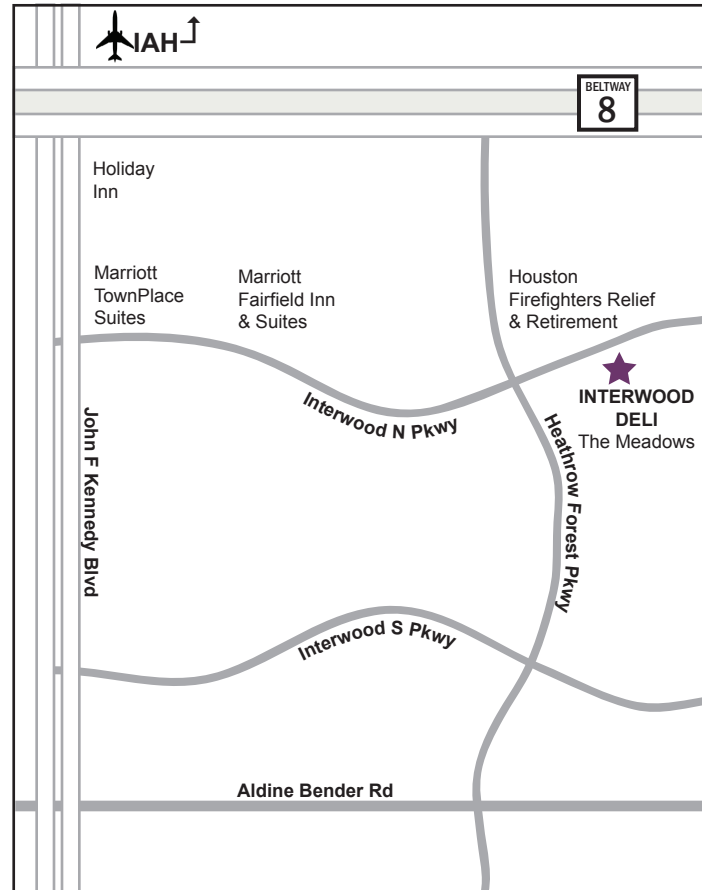 IAH
BELTWAY
8
Holiday
Inn
Marriott
TownPlace
Suites
Marriott
Fairfield Inn
& Suites
Houston
Firefighters Relief
& Retirement
INTERWOOD
DELI
The Meadows
Interwood N Pkwy
John F Kennedy Blvd
Heathrow Forest Pkwy
Interwood S Pkwy
Aldine Bender Rd